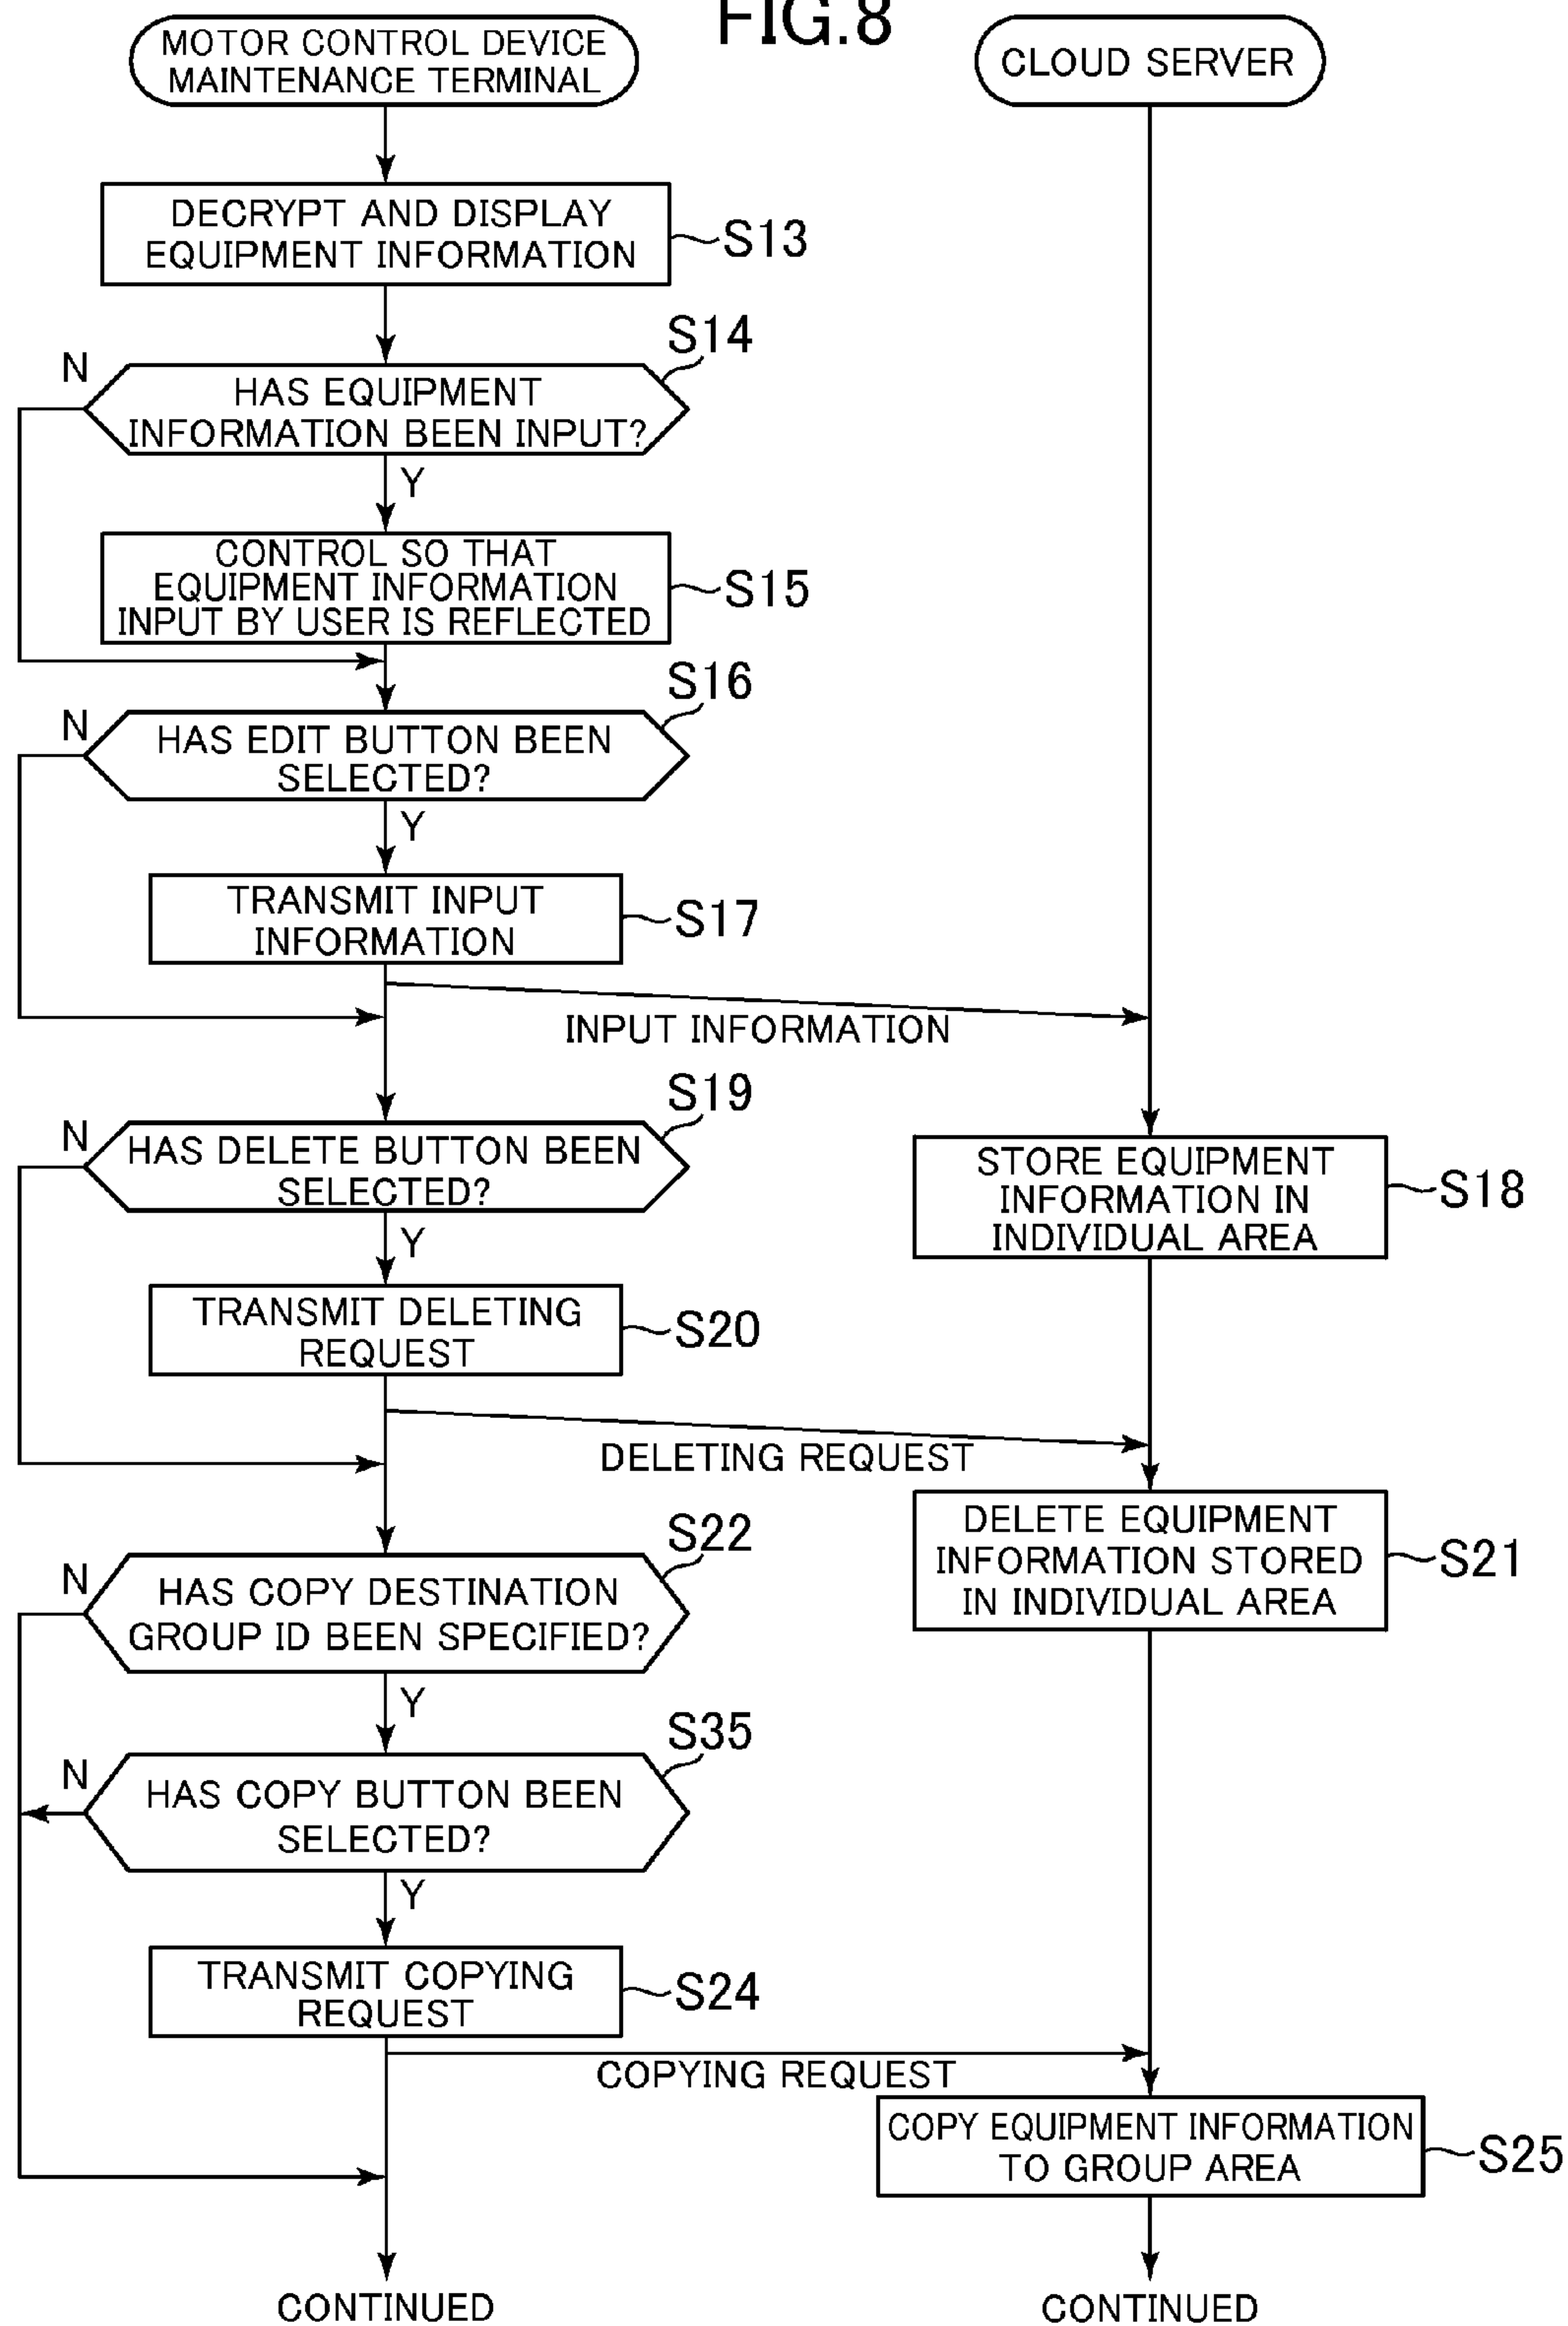 FIG.8
MOTOR CONTROL DEVICE
MAINTENANCE TERMINAL
CLOUD SERVER
DECRYPT AND DISPLAY
EQUIPMENT INFORMATION
S13
S14
N
HAS EQUIPMENT
INFORMATION BEEN INPUT?
Y
CONTROL SO THAT
EQUIPMENT INFORMATION
INPUT BY USER IS REFLECTED
S15
S16
N
HAS EDIT BUTTON BEEN
SELECTED?
Y
TRANSMIT INPUT
INFORMATION
S17
INPUT INFORMATION
S19
N
HAS DELETE BUTTON BEEN
SELECTED?
Y
STORE EQUIPMENT
INFORMATION IN
INDIVIDUAL AREA
S18
TRANSMIT DELETING
REQUEST
S20
DELETING REQUEST
DELETE EQUIPMENT
INFORMATION STORED
IN INDIVIDUAL AREA
S21
S22
N
HAS COPY DESTINATION
GROUP ID BEEN SPECIFIED?
Y
S35
N
HAS COPY BUTTON BEEN
SELECTED?
Y
TRANSMIT COPYING
REQUEST
S24
COPYING REQUEST
COPY EQUIPMENT INFORMATION
TO GROUP AREA
S25
CONTINUED
CONTINUED